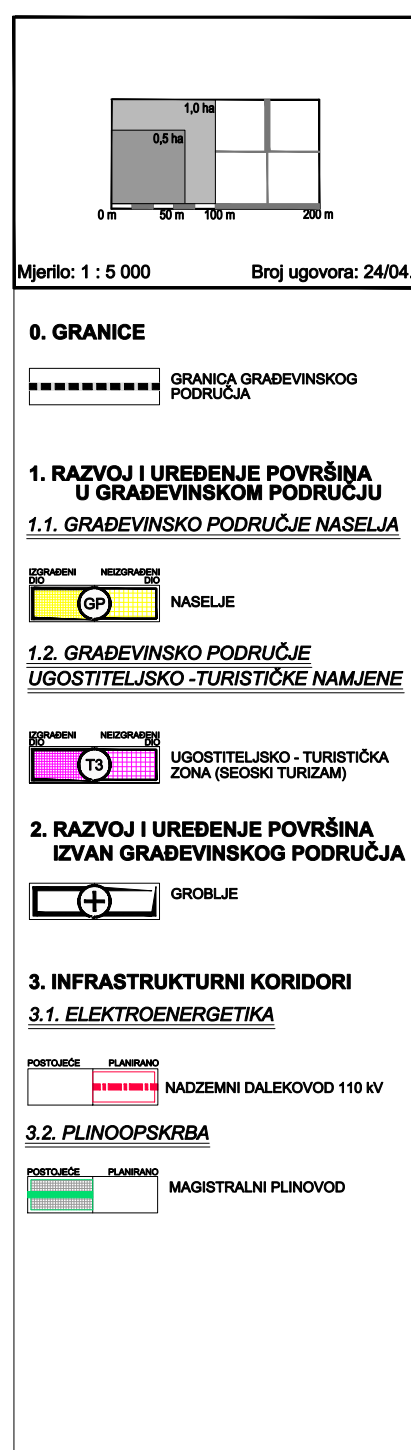 1,0 ha
0,5 ha
0 m 50 m 100 m 200 m
Mjerilo: 1 : 5 000 Broj ugovora: 24/04.
0. GRANICE
GRANICA GRAĐEVINSKOG
PODRUČJA
1. RAZVOJ I UREĐENJE POVRŠINA
U GRAĐEVINSKOM PODRUČJU
1.1. GRAĐEVINSKO PODRUČJE NASELJA
IZGRAĐENI NEIZGRAĐENI
DIO DIO
GP NASELJE
1.2. GRAĐEVINSKO PODRUČJE
UGOSTITELJSKO -TURISTIČKE NAMJENE
IZGRAĐENI NEIZGRAĐENI
DIO DIO
T3 UGOSTITELJSKO - TURISTIČKA
ZONA (SEOSKI TURIZAM)
2. RAZVOJ I UREĐENJE POVRŠINA
IZVAN GRAĐEVINSKOG PODRUČJA
GROBLJE
3. INFRASTRUKTURNI KORIDORI
3.1. ELEKTROENERGETIKA
POSTOJEĆE PLANIRANO
NADZEMNI DALEKOVOD 110 kV
3.2. PLINOOPSKRBA
POSTOJEĆE PLANIRANO
MAGISTRALNI PLINOVOD